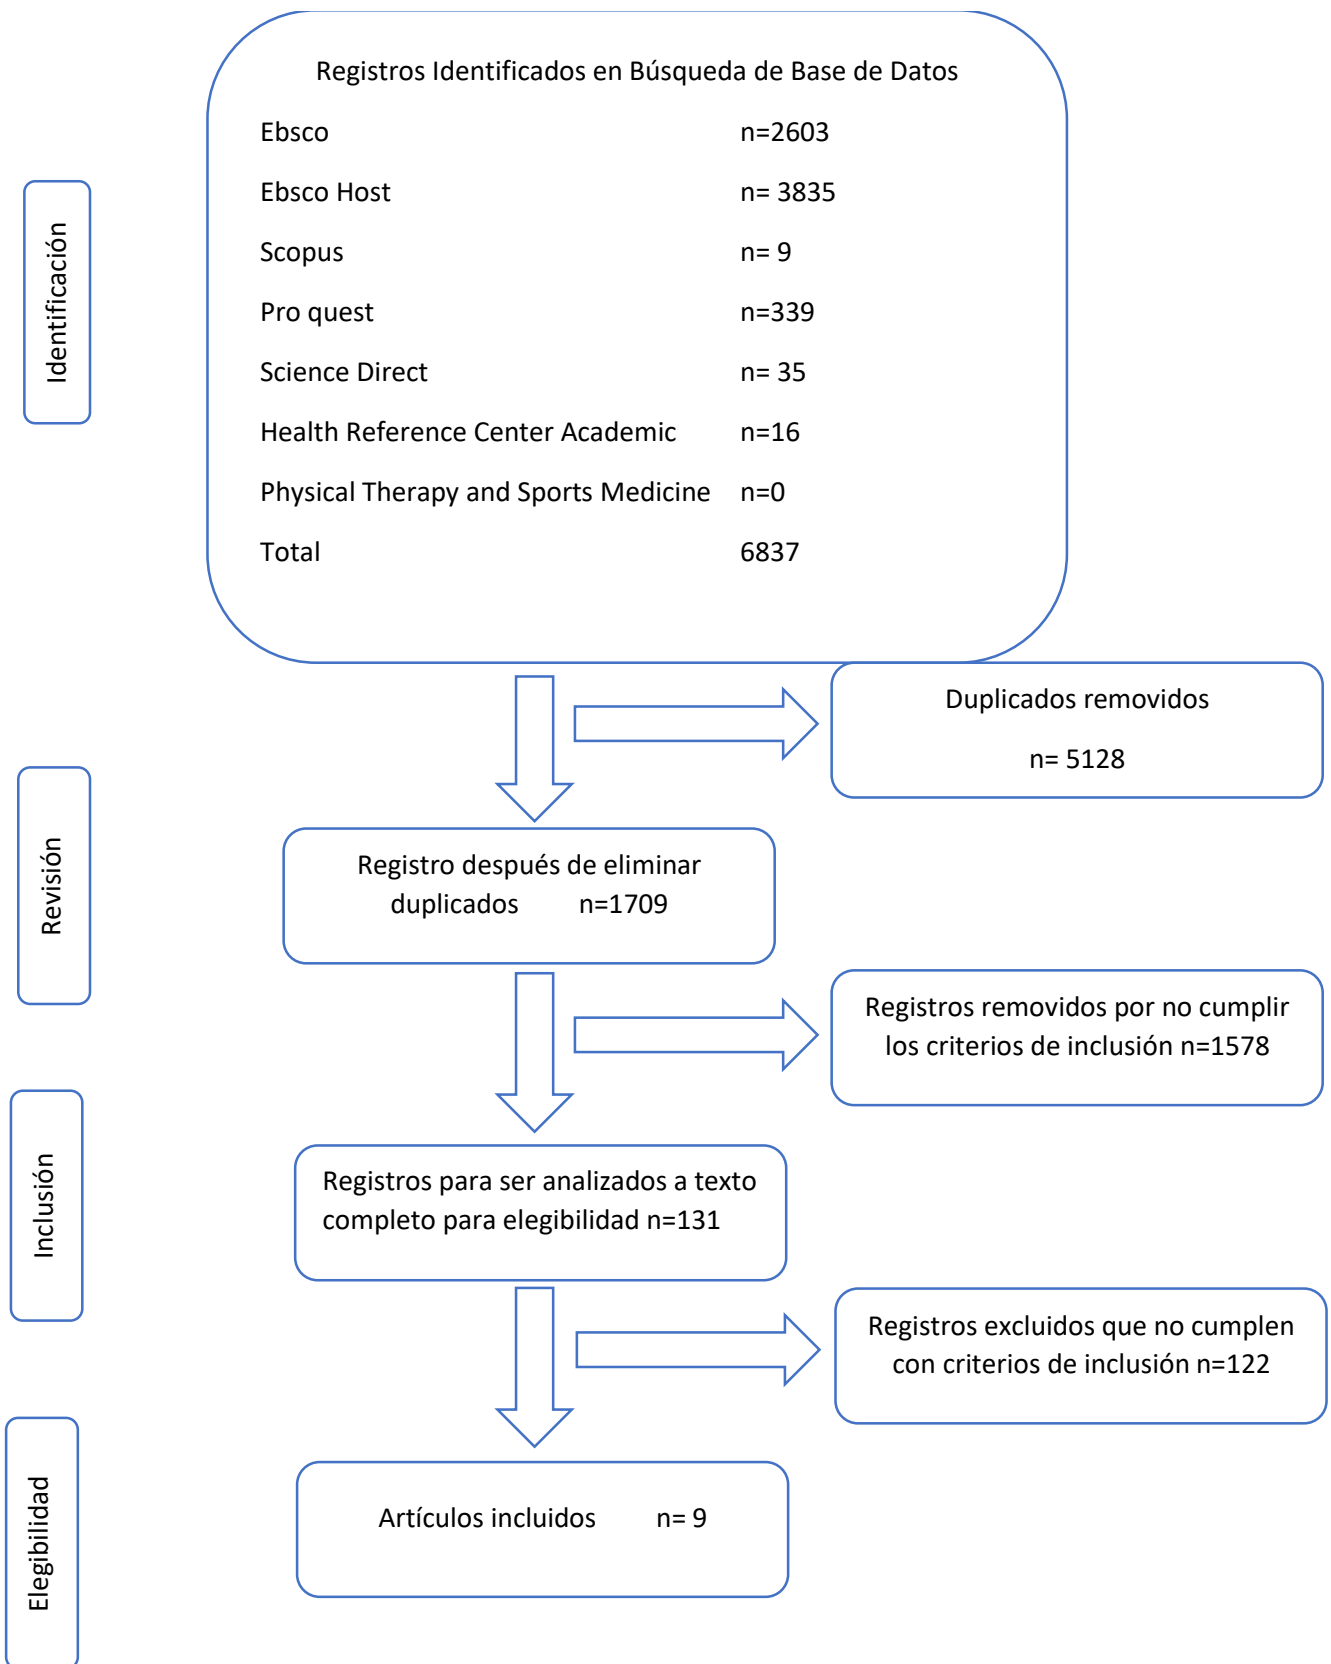 Registros Identificados en Búsqueda de Base de Datos
Ebsco n=2603
Ebsco Host n= 3835
Scopus n= 9
Pro quest n=339
Science Direct n= 35
Health Reference Center Academic n=16
Physical Therapy and Sports Medicine n=0
Total 6837
Identificación
Duplicados removidos
n= 5128
Revisión
Registro después de eliminar
duplicados n=1709
Registros removidos por no cumplir
los criterios de inclusión n=1578
Inclusión
Registros para ser analizados a texto
completo para elegibilidad n=131
Registros excluidos que no cumplen
con criterios de inclusión n=122
Elegibilidad
Artículos incluidos n= 9